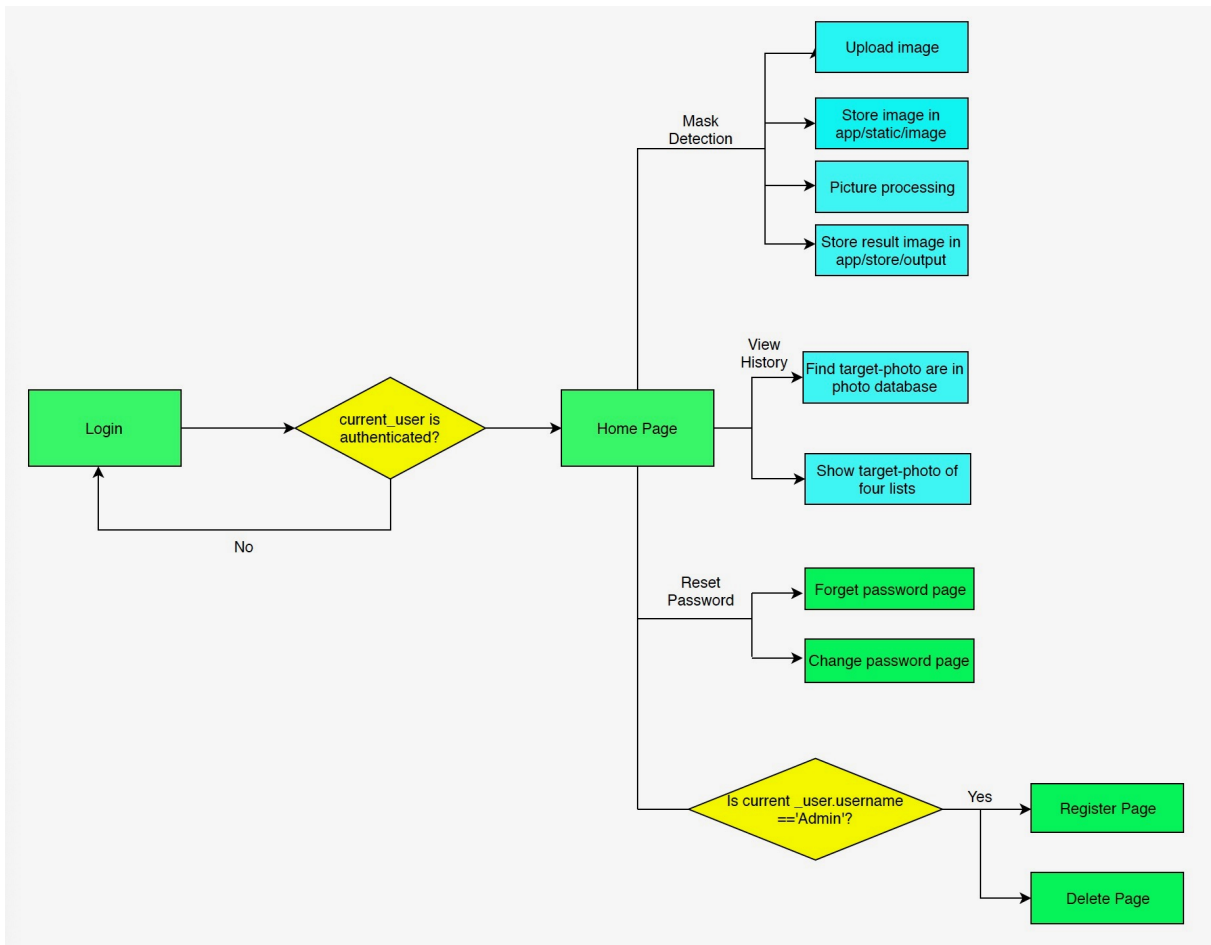 Upload image
Mask
Detection
Store image in
app/static/image
Picture processing
Store result image in
app/store/output
View
History
Find target-photo are in
photo database
Login
current_user is
authenticated?
Home Page
Show target-photo of
four lists
No
Reset
Password
Forget password page
Change password page
Is current _user.username
=='Admin'?
Yes
Register Page
Delete Page